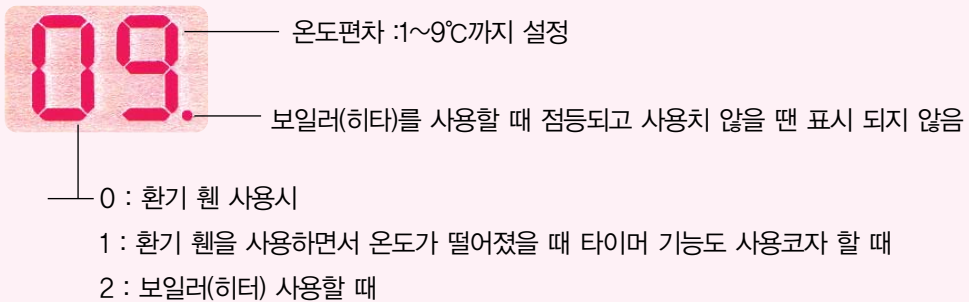 09.
온도편차 :1~9℃까지 설정
보일러(히타)를 사용할 때 점등되고 사용치 않을 땐 표시 되지 않음
0 : 환기 휀 사용시
1 : 환기 휀을 사용하면서 온도가 떨어졌을 때 타이머 기능도 사용코자 할 때
2 : 보일러(히터) 사용할 때